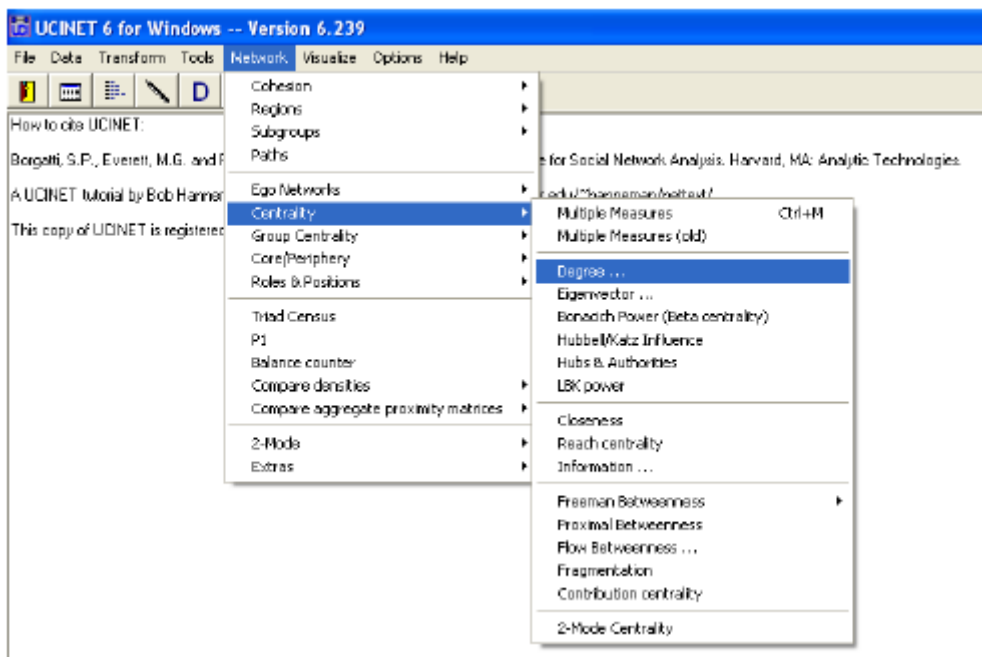 UCINET 6 for Windows -- Version 6.239
File Data Transform Tools Network Visualize Options Help
D
How to cite UCINET:
Borgatti, S.P., Everett, M.G. and
e for Social Network Analysis. Harvard, MA: Analytic Technologies.
A UCINET tutorial by Bob Hanner
r.edu/~hanneman/nettext/
This copy of UCINET is registered
Cohesion
Regions
Subgroups
Paths
Ego Networks
Centrality
Group Centrality
Core/Periphery
Roles & Positions
Triad Census
P1
Balance counter
Compare densities
Compare aggregate proximity matrices
2-Mode
Extras
Multiple Measures Ctrl+M
Multiple Measures (old)
Degree ...
Eigenvector ...
Bonacich Power (Beta centrality)
Hubbell/Katz Influence
Hubs & Authorities
LBK power
Closeness
Reach centrality
Information ...
Freeman Betweenness
Proximal Betweenness
Flow Betweenness ...
Fragmentation
Contribution centrality
2-Mode Centrality